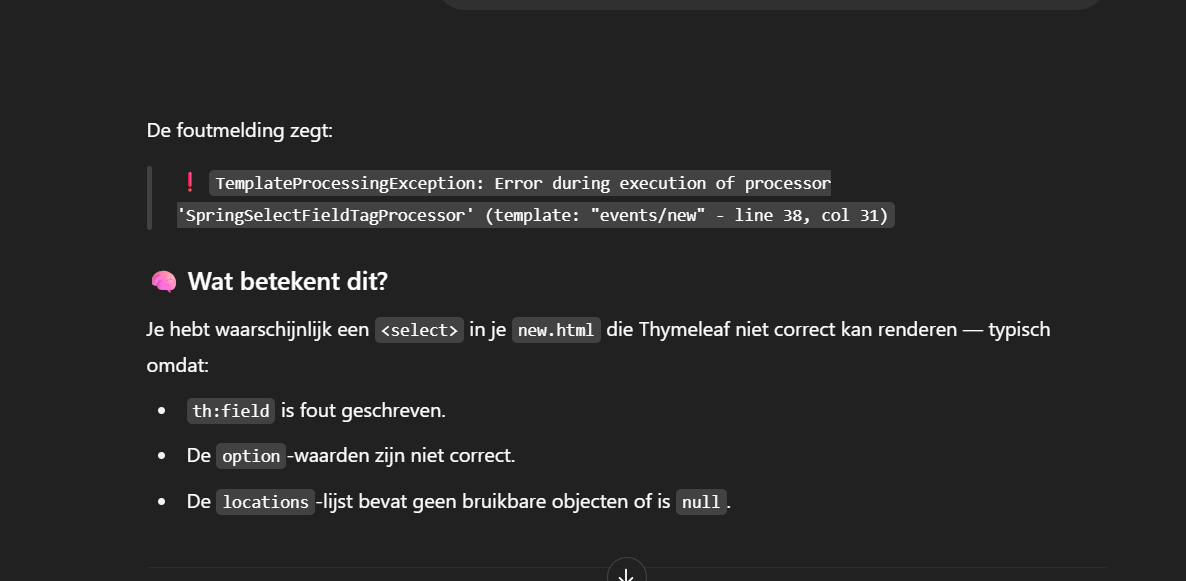 De foutmelding zegt:
❗ TemplateProcessingException: Error during execution of processor
'SpringSelectFieldTagProcessor' (template: "events/new" - line 38, col 31)
🧠 Wat betekent dit?
Je hebt waarschijnlijk een <select> in je new.html die Thymeleaf niet correct kan renderen — typisch
omdat:
• th:field is fout geschreven.
• De option-waarden zijn niet correct.
• De locations-lijst bevat geen bruikbare objecten of is null.